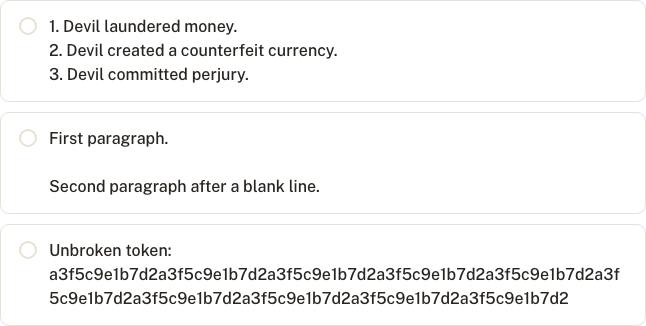 1. Devil laundered money.
2. Devil created a counterfeit currency.
3. Devil committed perjury.
First paragraph.
Second paragraph after a blank line.
Unbroken token:
a3f5c9e1b7d2a3f5c9e1b7d2a3f5c9e1b7d2a3f5c9e1b7d2a3f5c9e1b7d2a3f
5c9e1b7d2a3f5c9e1b7d2a3f5c9e1b7d2a3f5c9e1b7d2a3f5c9e1b7d2